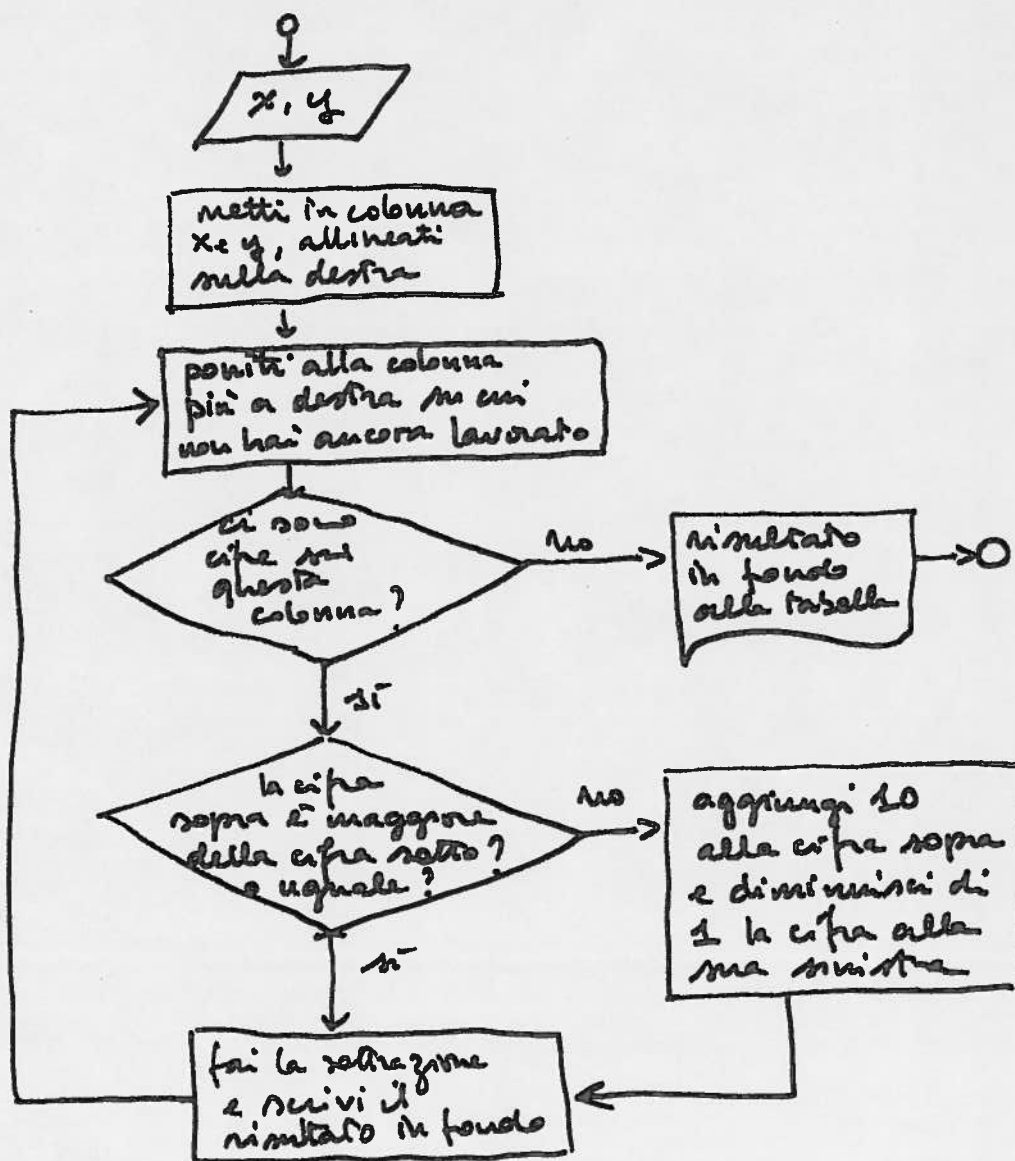 x, y
metti in colonna
x e y, allineati
sulla destra
poniti alla colonna
più a destra su cui
non hai ancora lavorato
ci sono
cifre su
questa
colonna?
no
risultato
in fondo
alla tabella
sì
la cifra
sopra è maggiore
della cifra sotto?
o uguale?
no
aggiungi 10
alla cifra sopra
e diminuisci di
1 la cifra alla
sua sinistra
sì
fai la sottrazione
e scrivi il
risultato in fondo